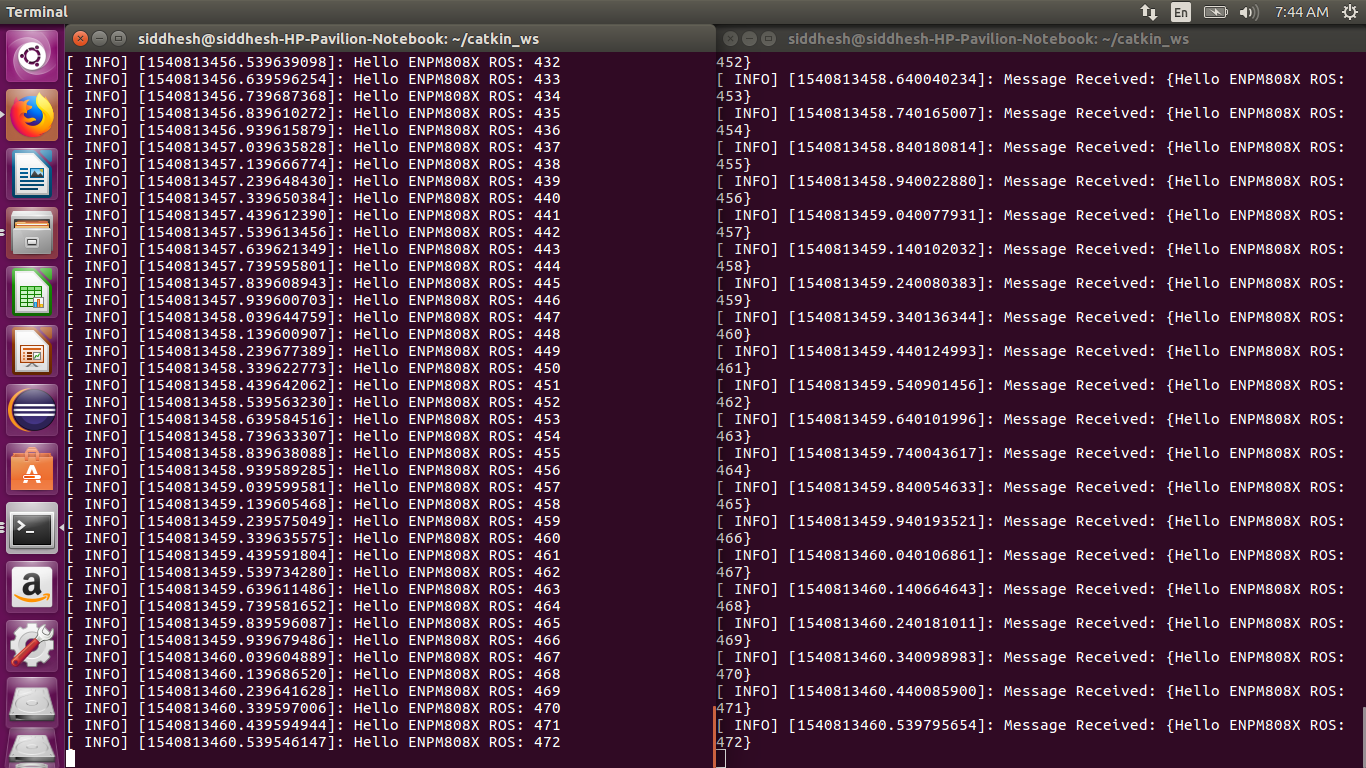 Terminal
En
7:44 AM
siddhesh@siddhesh-HP-Pavilion-Notebook: ~/catkin_ws
[ INFO] [1540813456.539639098]: Hello ENPM808X ROS: 432
[ INFO] [1540813456.639596254]: Hello ENPM808X ROS: 433
[ INFO] [1540813456.739687368]: Hello ENPM808X ROS: 434
[ INFO] [1540813456.839610272]: Hello ENPM808X ROS: 435
[ INFO] [1540813456.939615879]: Hello ENPM808X ROS: 436
[ INFO] [1540813457.039635828]: Hello ENPM808X ROS: 437
[ INFO] [1540813457.139666774]: Hello ENPM808X ROS: 438
[ INFO] [1540813457.239648430]: Hello ENPM808X ROS: 439
[ INFO] [1540813457.339650384]: Hello ENPM808X ROS: 440
[ INFO] [1540813457.439612390]: Hello ENPM808X ROS: 441
[ INFO] [1540813457.539613456]: Hello ENPM808X ROS: 442
[ INFO] [1540813457.639621349]: Hello ENPM808X ROS: 443
[ INFO] [1540813457.739595801]: Hello ENPM808X ROS: 444
[ INFO] [1540813457.839608943]: Hello ENPM808X ROS: 445
[ INFO] [1540813457.939600703]: Hello ENPM808X ROS: 446
[ INFO] [1540813458.039644759]: Hello ENPM808X ROS: 447
[ INFO] [1540813458.139600907]: Hello ENPM808X ROS: 448
[ INFO] [1540813458.239677389]: Hello ENPM808X ROS: 449
[ INFO] [1540813458.339622773]: Hello ENPM808X ROS: 450
[ INFO] [1540813458.439642062]: Hello ENPM808X ROS: 451
[ INFO] [1540813458.539563230]: Hello ENPM808X ROS: 452
[ INFO] [1540813458.639584516]: Hello ENPM808X ROS: 453
[ INFO] [1540813458.739633307]: Hello ENPM808X ROS: 454
[ INFO] [1540813458.839638088]: Hello ENPM808X ROS: 455
[ INFO] [1540813458.939589285]: Hello ENPM808X ROS: 456
[ INFO] [1540813459.039599581]: Hello ENPM808X ROS: 457
[ INFO] [1540813459.139605468]: Hello ENPM808X ROS: 458
[ INFO] [1540813459.239575049]: Hello ENPM808X ROS: 459
[ INFO] [1540813459.339635575]: Hello ENPM808X ROS: 460
[ INFO] [1540813459.439591804]: Hello ENPM808X ROS: 461
[ INFO] [1540813459.539734280]: Hello ENPM808X ROS: 462
[ INFO] [1540813459.639611486]: Hello ENPM808X ROS: 463
[ INFO] [1540813459.739581652]: Hello ENPM808X ROS: 464
[ INFO] [1540813459.839596087]: Hello ENPM808X ROS: 465
[ INFO] [1540813459.939679486]: Hello ENPM808X ROS: 466
[ INFO] [1540813460.039604889]: Hello ENPM808X ROS: 467
[ INFO] [1540813460.139686520]: Hello ENPM808X ROS: 468
[ INFO] [1540813460.239641628]: Hello ENPM808X ROS: 469
[ INFO] [1540813460.339597006]: Hello ENPM808X ROS: 470
[ INFO] [1540813460.439594944]: Hello ENPM808X ROS: 471
[ INFO] [1540813460.539546147]: Hello ENPM808X ROS: 472
siddhesh@siddhesh-HP-Pavilion-Notebook: ~/catkin_ws
452}
[ INFO] [1540813458.640040234]: Message Received: {Hello ENPM808X ROS:
453}
[ INFO] [1540813458.740165007]: Message Received: {Hello ENPM808X ROS:
454}
[ INFO] [1540813458.840180814]: Message Received: {Hello ENPM808X ROS:
455}
[ INFO] [1540813458.940022880]: Message Received: {Hello ENPM808X ROS:
456}
[ INFO] [1540813459.040077931]: Message Received: {Hello ENPM808X ROS:
457}
[ INFO] [1540813459.140102032]: Message Received: {Hello ENPM808X ROS:
458}
[ INFO] [1540813459.240080383]: Message Received: {Hello ENPM808X ROS:
459}
[ INFO] [1540813459.340136344]: Message Received: {Hello ENPM808X ROS:
460}
[ INFO] [1540813459.440124993]: Message Received: {Hello ENPM808X ROS:
461}
[ INFO] [1540813459.540901456]: Message Received: {Hello ENPM808X ROS:
462}
[ INFO] [1540813459.640101996]: Message Received: {Hello ENPM808X ROS:
463}
[ INFO] [1540813459.740043617]: Message Received: {Hello ENPM808X ROS:
464}
[ INFO] [1540813459.840054633]: Message Received: {Hello ENPM808X ROS:
465}
[ INFO] [1540813459.940193521]: Message Received: {Hello ENPM808X ROS:
466}
[ INFO] [1540813460.040106861]: Message Received: {Hello ENPM808X ROS:
467}
[ INFO] [1540813460.140664643]: Message Received: {Hello ENPM808X ROS:
468}
[ INFO] [1540813460.240181011]: Message Received: {Hello ENPM808X ROS:
469}
[ INFO] [1540813460.340098983]: Message Received: {Hello ENPM808X ROS:
470}
[ INFO] [1540813460.440085900]: Message Received: {Hello ENPM808X ROS:
471}
[ INFO] [1540813460.539795654]: Message Received: {Hello ENPM808X ROS:
472}